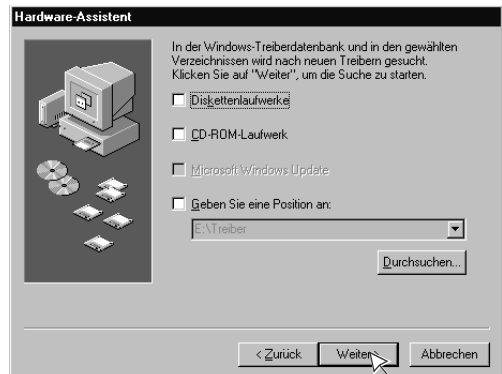 Hardware-Assistent
In der Windows-Treiberdatenbank und in den gewählten
Verzeichnissen wird nach neuen Treibern gesucht.
Klicken Sie auf "Weiter", um die Suche zu starten.
Diskettenlaufwerke
CD-ROM-Laufwerk
Microsoft Windows Update
Geben Sie eine Position an:
E:\Treiber
Durchsuchen...
< Zurück
Weiter >
Abbrechen